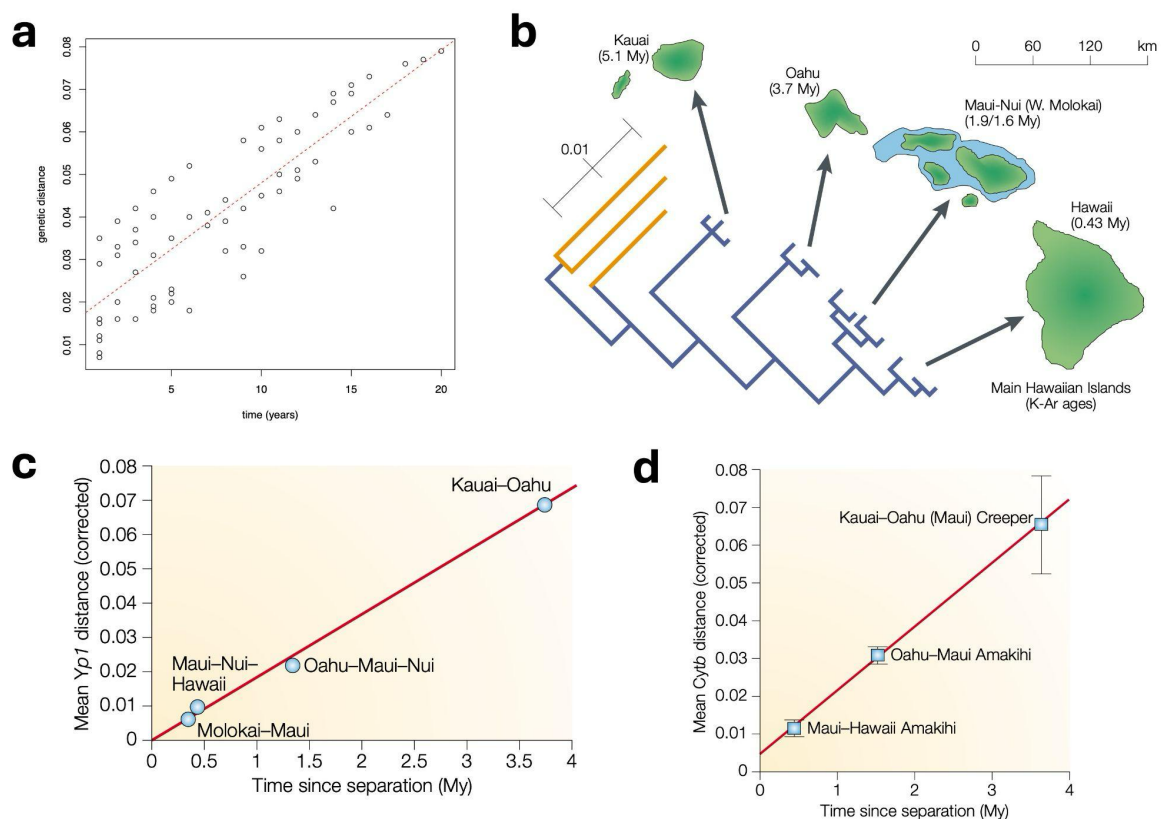 a
0.08
0.07
0.06
0.05
0.04
0.03
0.02
0.01
genetic distance
5
10
15
20
time (years)
b
Kauai
(5.1 My)
0.01
Oahu
(3.7 My)
0
60
120
km
Maui-Nui (W. Molokai)
(1.9/1.6 My)
Hawaii
(0.43 My)
Main Hawaiian Islands
(K-Ar ages)
c
Mean Yp1 distance (corrected)
0.08
0.07
0.06
0.05
0.04
0.03
0.02
0.01
0
Kauai–Oahu
Maui–Nui–
Hawaii
Oahu–Maui–Nui
Molokai–Maui
0
0.5
1
1.5
2
2.5
3
3.5
4
Time since separation (My)
d
Mean Cytb distance (corrected)
0.08
0.07
0.06
0.05
0.04
0.03
0.02
0.01
0
Kauai–Oahu (Maui) Creeper
Oahu–Maui Amakihi
Maui–Hawaii Amakihi
0
1
2
3
4
Time since separation (My)